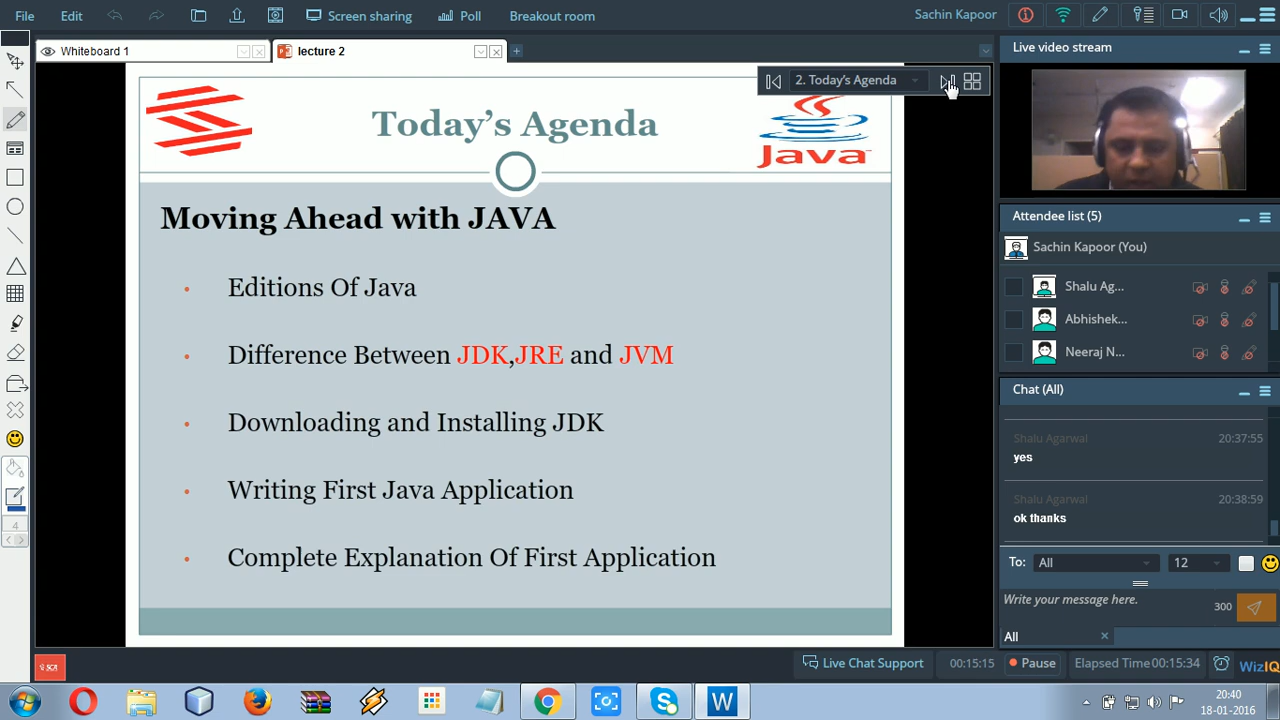 File Edit Screen sharing Poll Breakout room Sachin Kapoor
Whiteboard 1 lecture 2
Live video stream
2. Today's Agenda
Today's Agenda
Java
Moving Ahead with JAVA
Editions Of Java
Difference Between JDK,JRE and JVM
Downloading and Installing JDK
Writing First Java Application
Complete Explanation Of First Application
Attendee list (5)
Sachin Kapoor (You)
Shalu Ag...
Abhishek...
Neeraj N...
Chat (All)
Shalu Agarwal 20:37:55
yes
Shalu Agarwal 20:38:59
ok thanks
To: All 12
Write your message here. 300
All
4
SCA
Live Chat Support 00:15:15 Pause Elapsed Time 00:15:34 WizIQ
20:40
18-01-2016